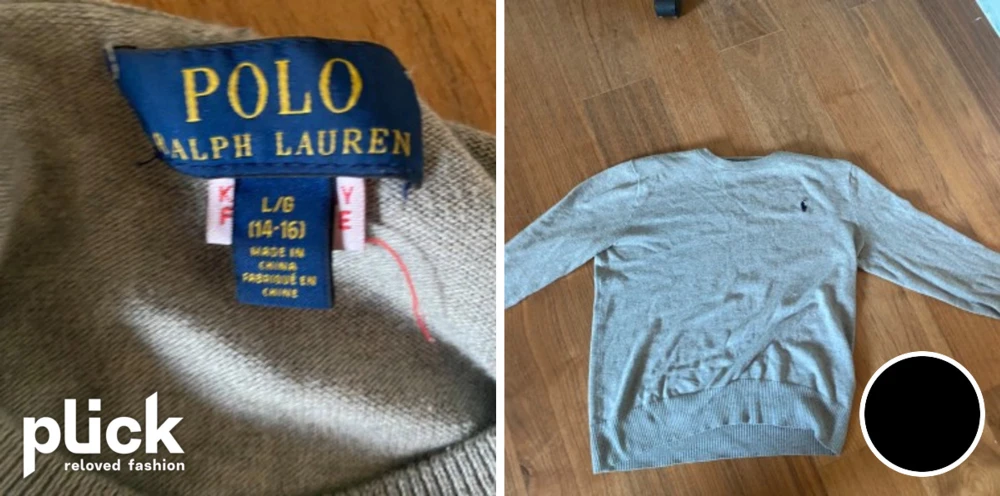 POLO
RALPH LAUREN
L/G
(14-16)
MADE IN
CHINA
FABRIQUÉ EN
CHINE
plick
reloved fashion